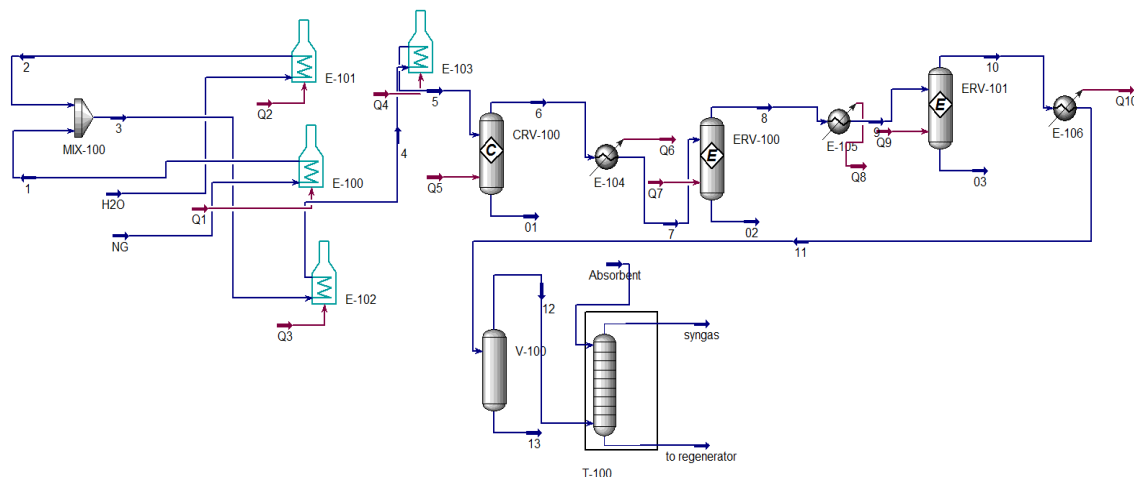 2
E-101
Q2
3
MIX-100
1
E-100
H2O
Q1
NG
E-102
Q3
E-103
Q4
5
4
CRV-100
C
Q5
01
6
E-104
Q6
Q7
7
ERV-100
E
02
8
E-105
9
Q9
Q8
10
ERV-101
E
03
E-106
Q10
11
Absorbent
12
V-100
13
syngas
to regenerator
T-100